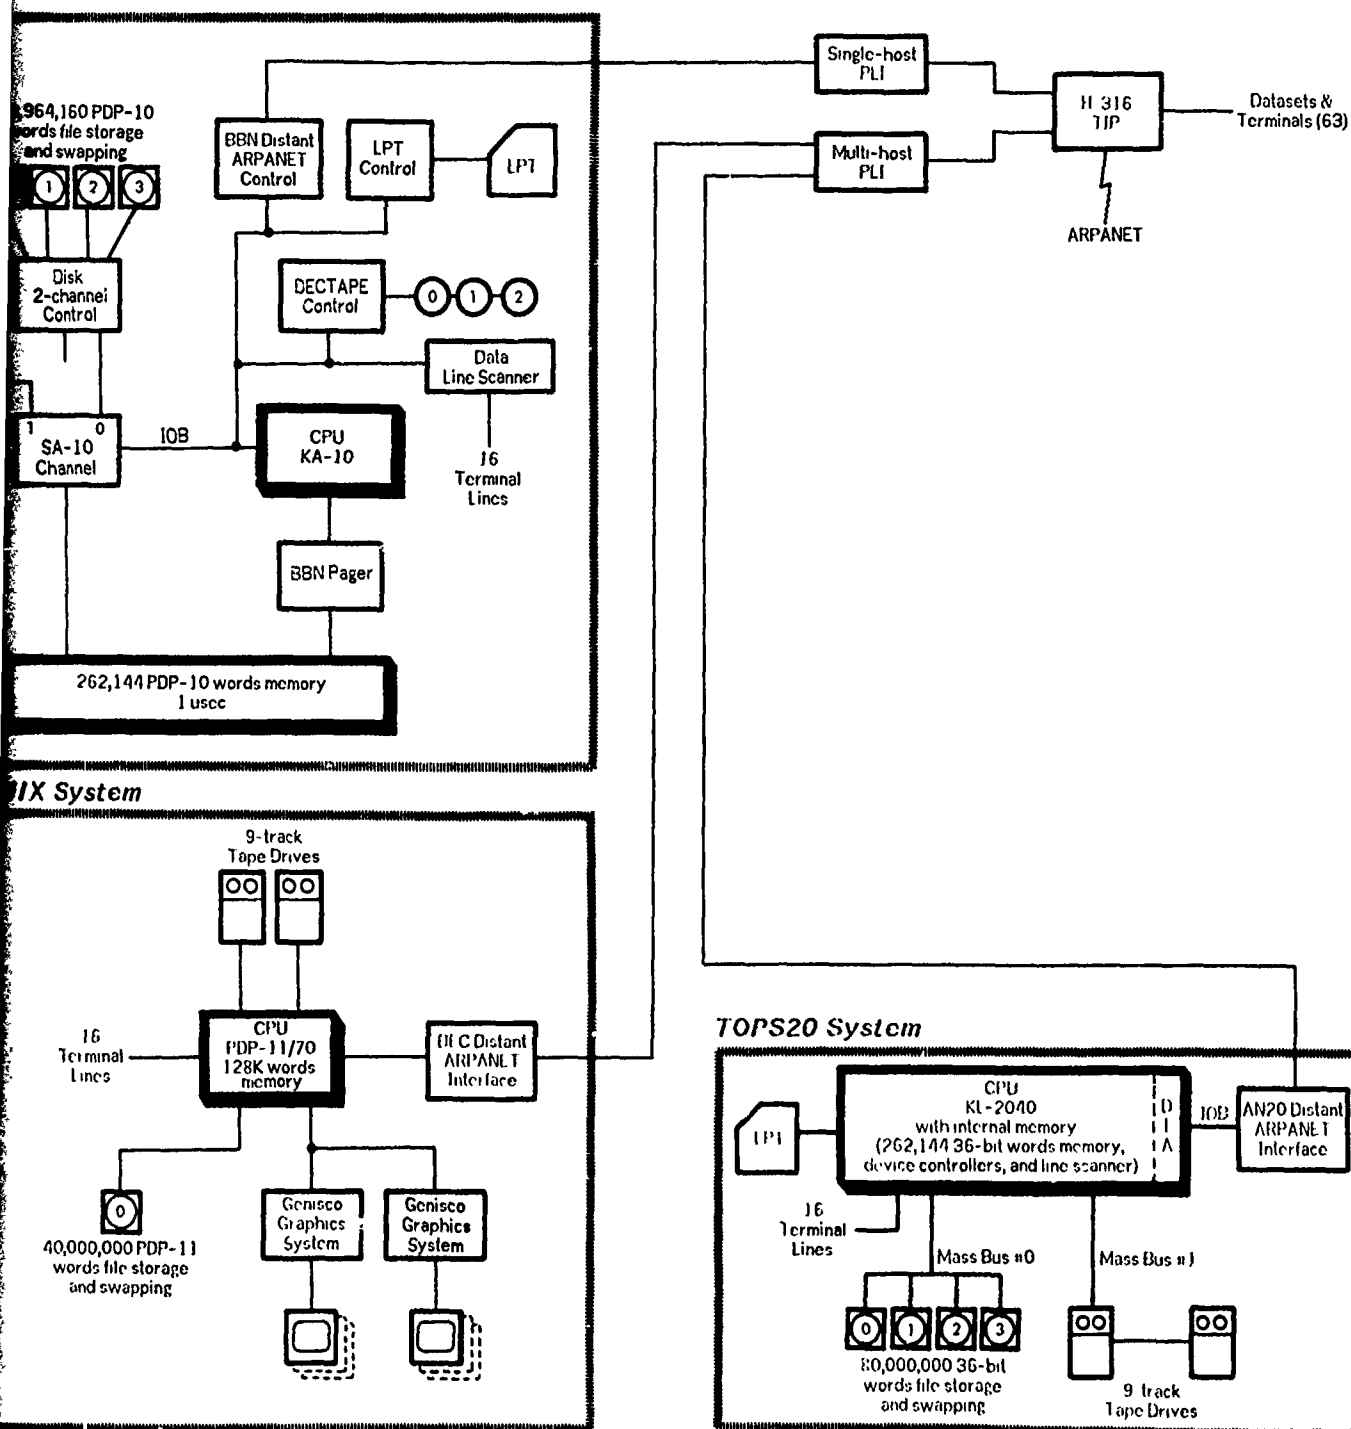 964,160 PDP-10
words file storage
and swapping
1
2
3
Disk
2-channel
Control
1
0
SA-10
Channel
IOB
BBN Distant
ARPANET
Control
LPT
Control
LPT
DECTAPE
Control
0
1
2
Data
Line Scanner
16
Terminal
Lines
CPU
KA-10
BBN Pager
262,144 PDP-10 words memory
1 usec
Single-host
PLI
Multi-host
PLI
H 316
TIP
Datasets &
Terminals (63)
ARPANET
IX System
9-track
Tape Drives
16
Terminal
Lines
CPU
PDP-11/70
128K words
memory
DEC Distant
ARPANET
Interface
0
40,000,000 PDP-11
words file storage
and swapping
Genisco
Graphics
System
Genisco
Graphics
System
TOPS20 System
LPT
CPU
KL-2040
with internal memory
(262,144 36-bit words memory,
device controllers, and line scanner)
D
I
A
IOB
AN20 Distant
ARPANET
Interface
16
Terminal
Lines
Mass Bus #0
Mass Bus #1
0
1
2
3
80,000,000 36-bit
words file storage
and swapping
9 track
Tape Drives